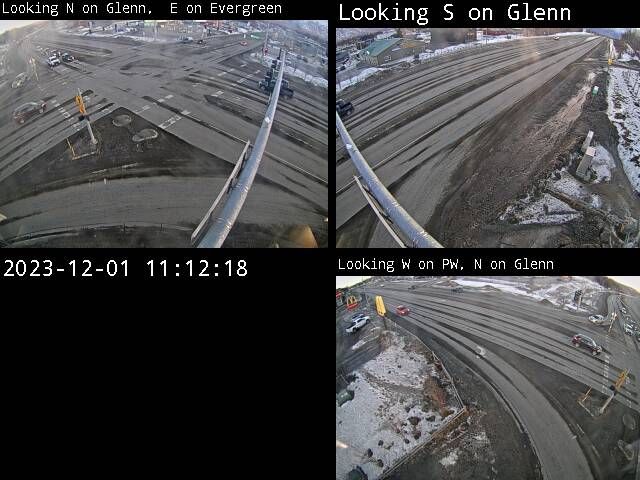 Looking N on Glenn,  E on Evergreen
Looking S on Glenn
2023-12-01 11:12:18
Looking W on PW, N on Glenn